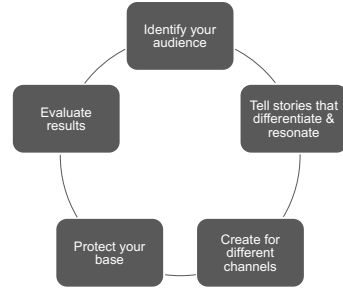 Identify your
audience
Tell stories that
differentiate &
resonate
Create for
different
channels
Protect your
base
Evaluate
results